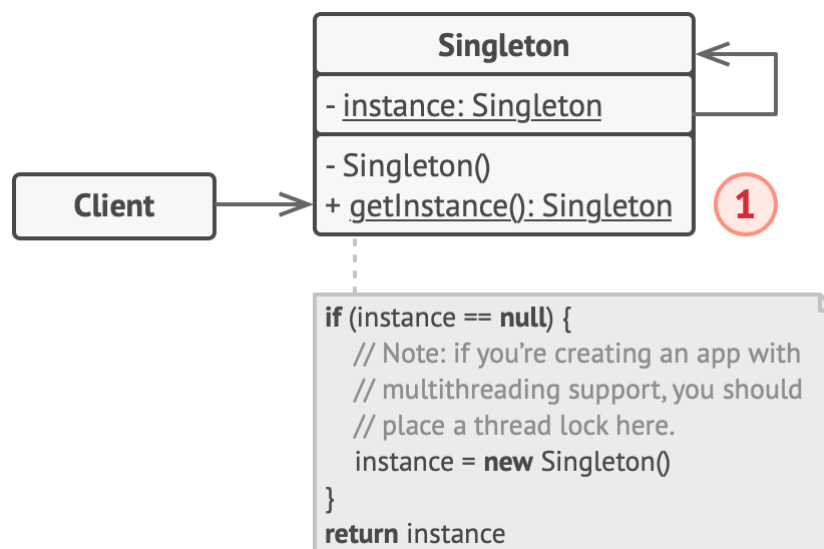 Singleton
- instance: Singleton
- Singleton()
+ getInstance(): Singleton
Client
1
if (instance == null) {
// Note: if you’re creating an app with
// multithreading support, you should
// place a thread lock here.
instance = new Singleton()
}
return instance